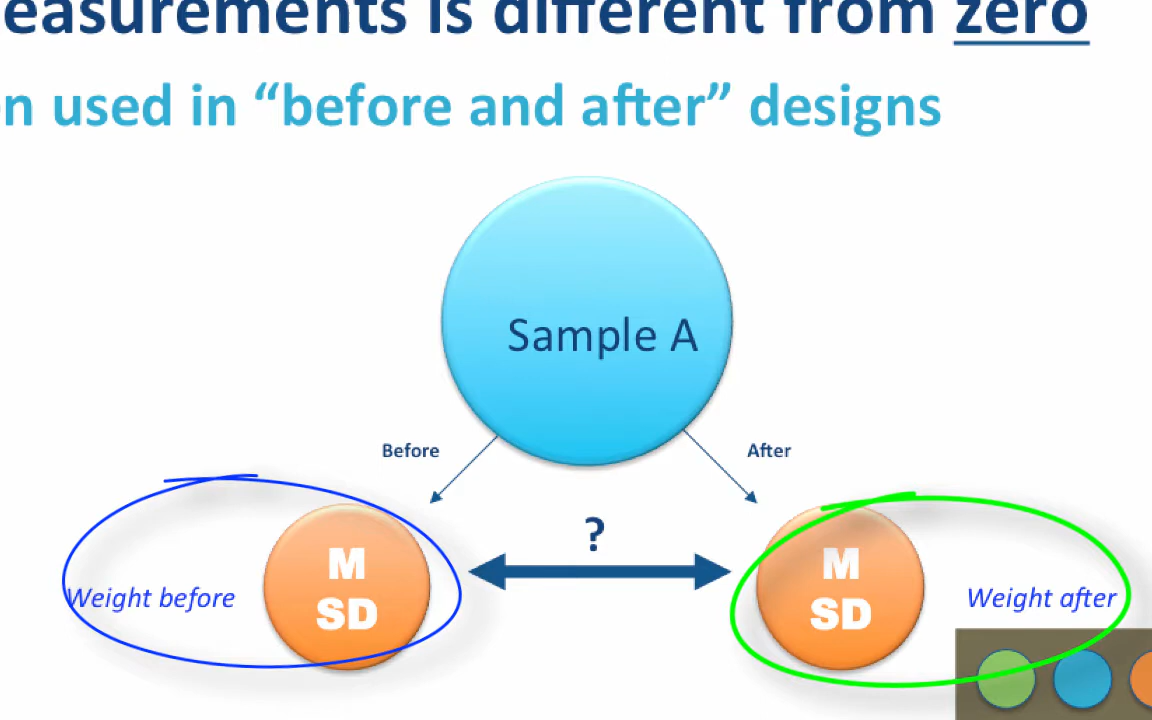 easurements is different from zero
n used in “before and after” designs
Sample A
Before
After
?
M
SD
M
SD
Weight before
Weight after